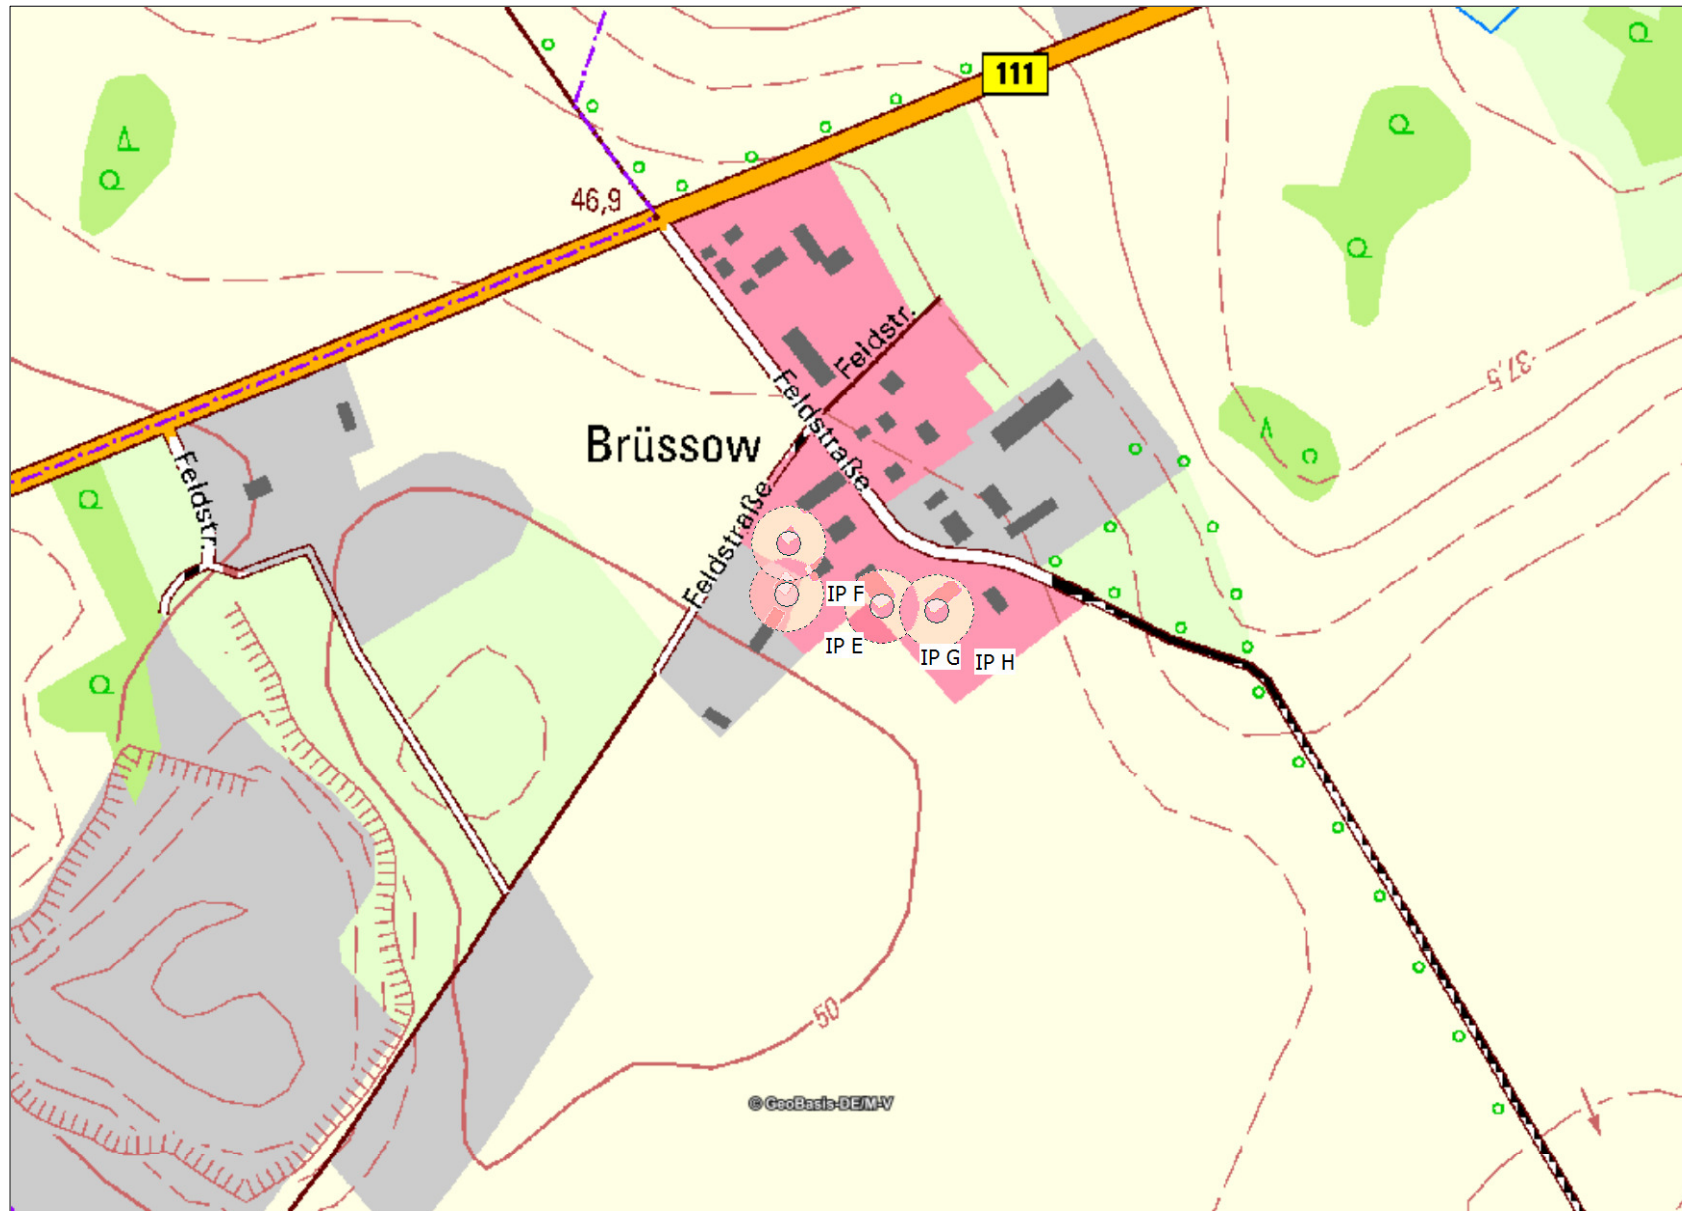 111
46,9
Feldstr.
37,5
Feldstraße
Brüssow
Feldstr.
Feldstraße
IP F
IP E
IP G
IP H
50
© GeoBasis-DE/M-V